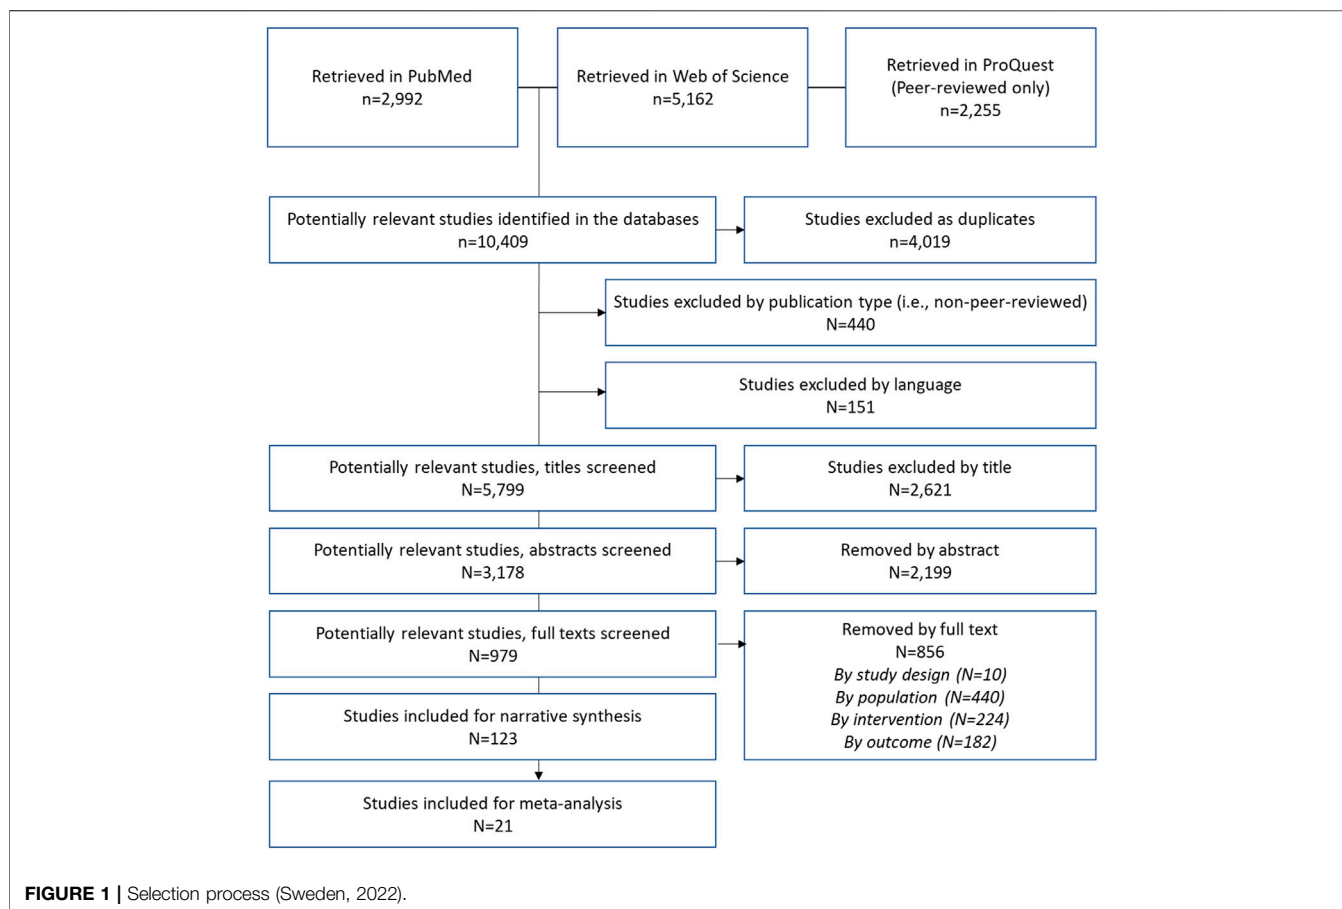 Retrieved in PubMed
n=2,992
Retrieved in Web of Science
n=5,162
Retrieved in ProQuest
(Peer-reviewed only)
n=2,255
Potentially relevant studies identified in the databases
n=10,409
Studies excluded as duplicates
n=4,019
Studies excluded by publication type (i.e., non-peer-reviewed)
N=440
Studies excluded by language
N=151
Potentially relevant studies, titles screened
N=5,799
Studies excluded by title
N=2,621
Potentially relevant studies, abstracts screened
N=3,178
Removed by abstract
N=2,199
Potentially relevant studies, full texts screened
N=979
Removed by full text
N=856
By study design (N=10)
By population (N=440)
By intervention (N=224)
By outcome (N=182)
Studies included for narrative synthesis
N=123
Studies included for meta-analysis
N=21
FIGURE 1 | Selection process (Sweden, 2022).